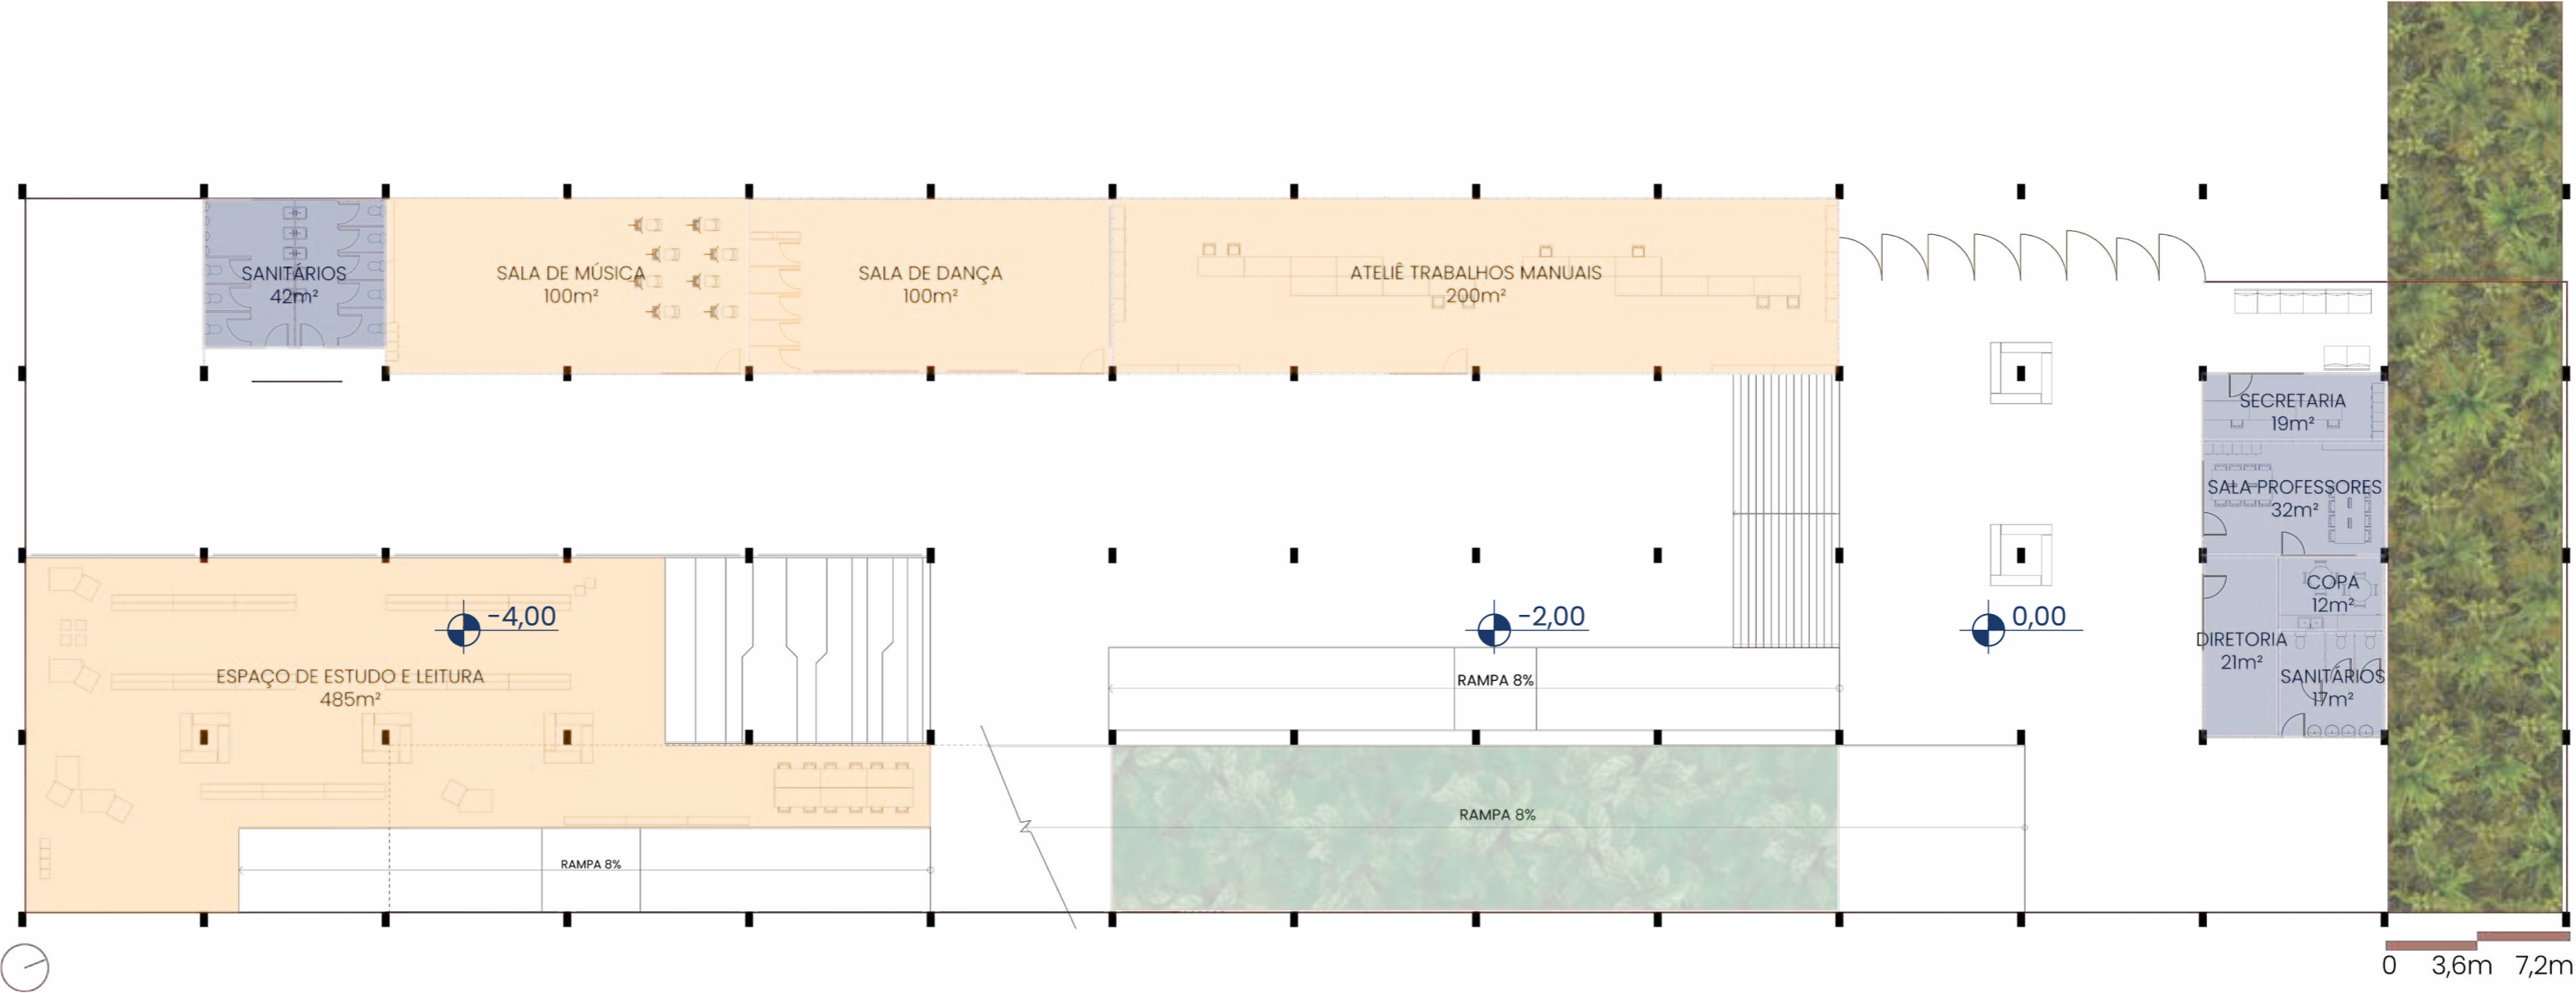 SANITÁRIOS
42m²
SALA DE MÚSICA
100m²
SALA DE DANÇA
100m²
ATELIÊ TRABALHOS MANUAIS
200m²
SECRETARIA
19m²
SALA PROFESSORES
32m²
COPA
12m²
DIRETORIA
21m²
SANITÁRIOS
17m²
-4,00
-2,00
0,00
ESPAÇO DE ESTUDO E LEITURA
485m²
RAMPA 8%
RAMPA 8%
RAMPA 8%
0 3,6m 7,2m